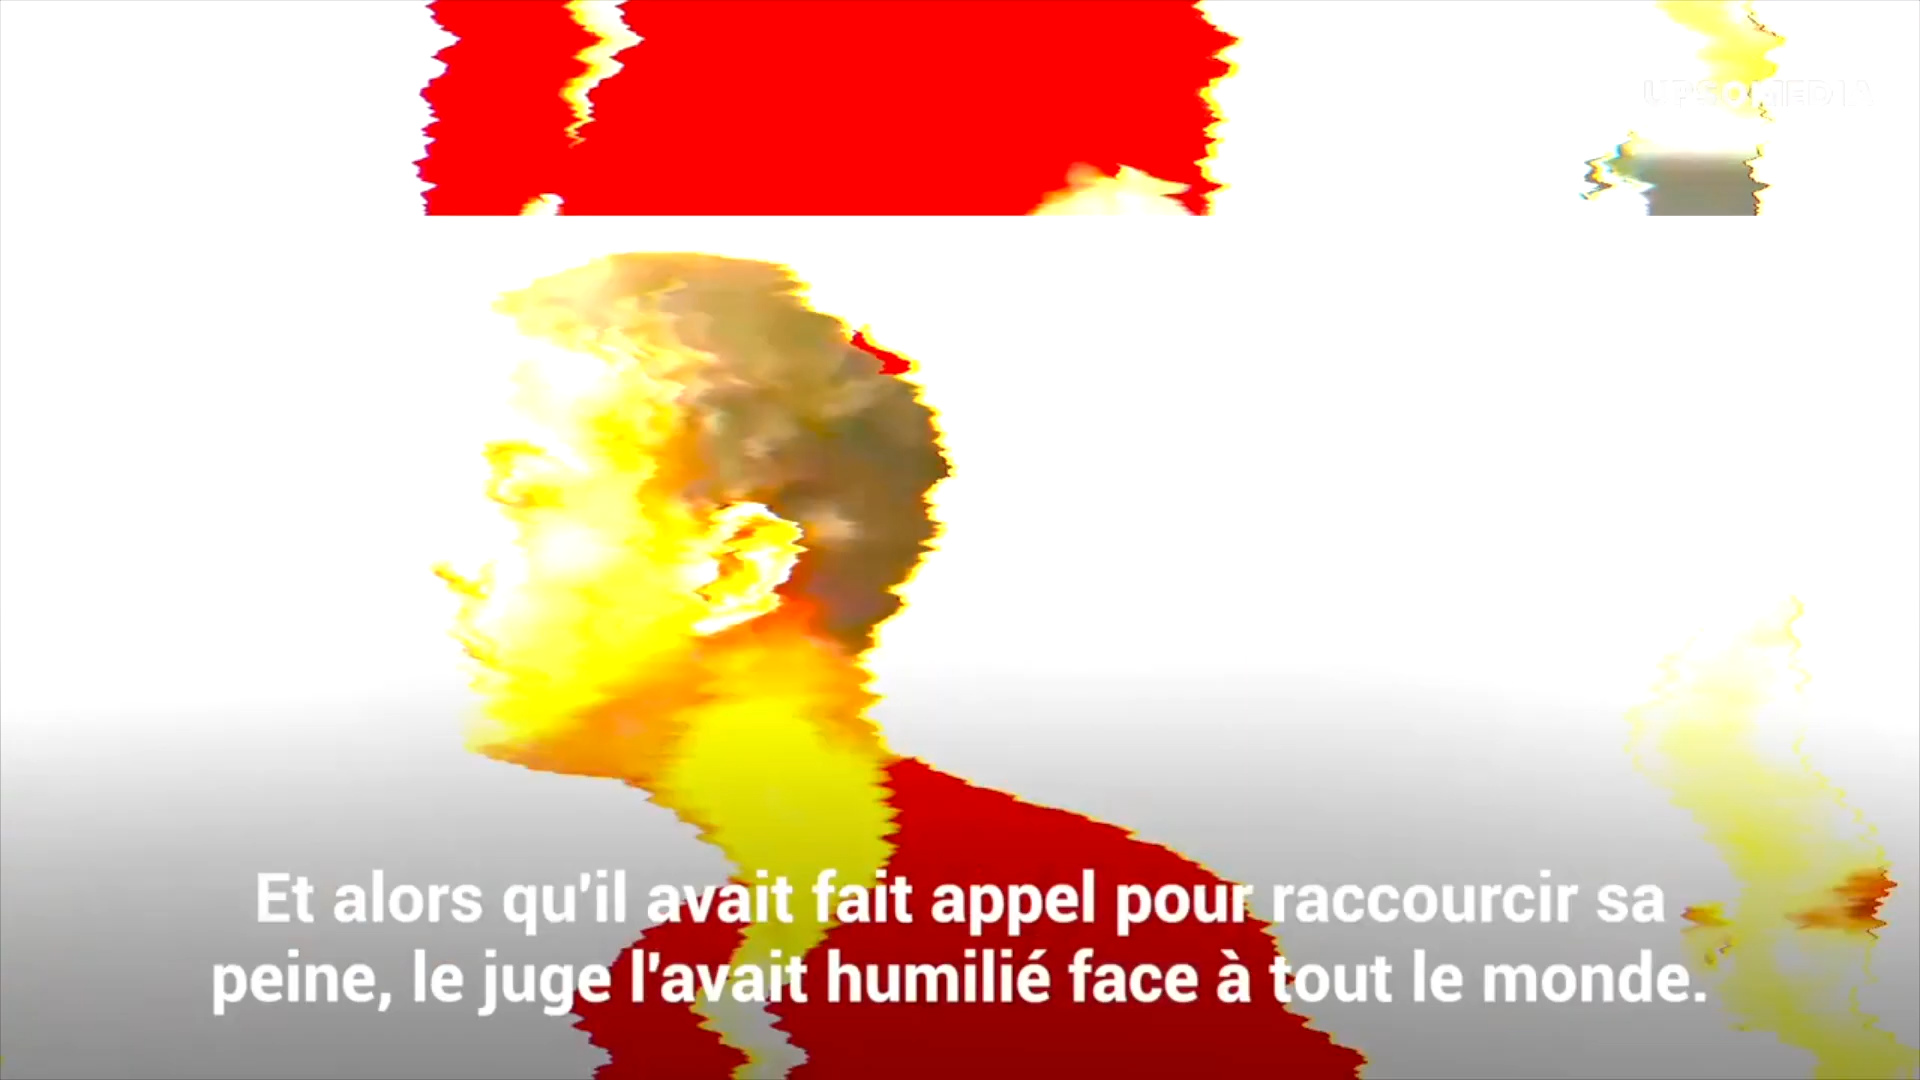 UPSOMEDIA
Et alors qu'il avait fait appel pour raccourcir sa
peine, le juge l'avait humilié face à tout le monde.